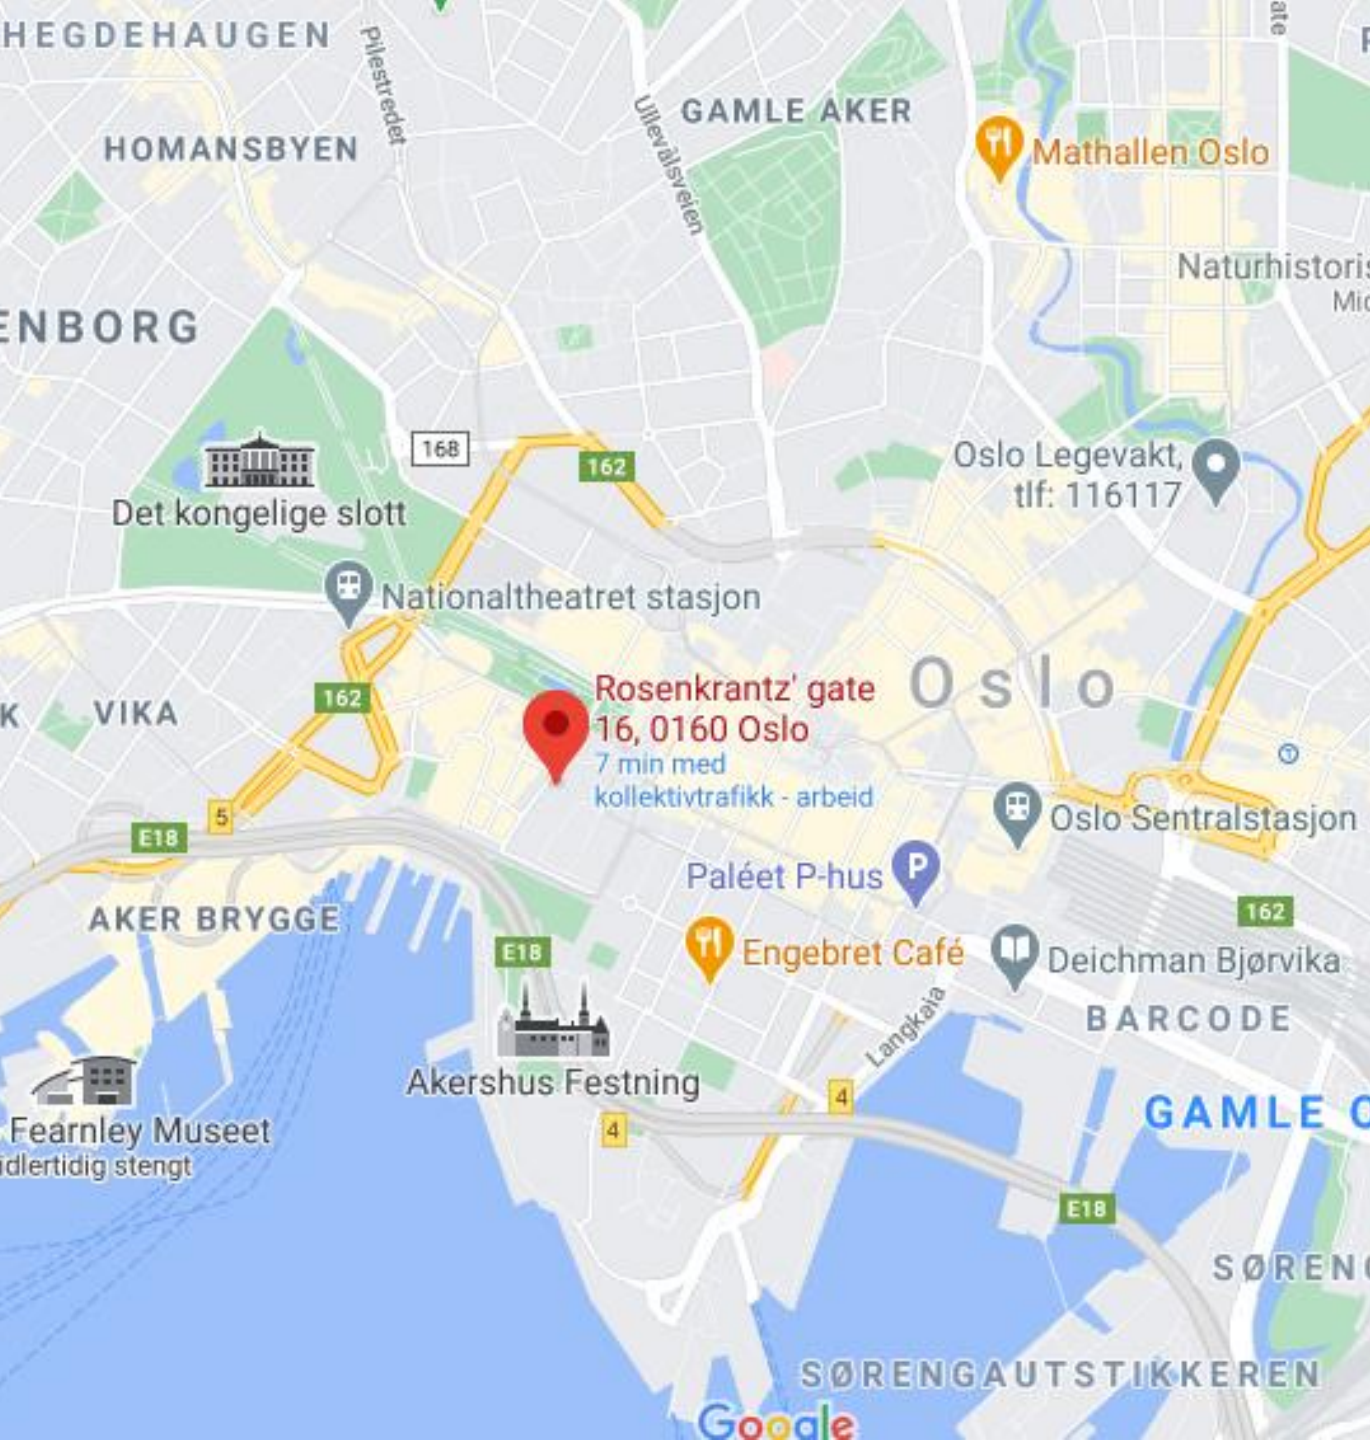 HEGDEHAUGEN
Pilestredet
HOMANSBYEN
Ullevålsveien
GAMLE AKER
Mathallen Oslo
Naturhistoris
ENBORG
168
162
Det kongelige slott
Oslo Legevakt,
tlf: 116117
Nationaltheatret stasjon
162
VIKA
Rosenkrantz' gate
16, 0160 Oslo
7 min med
kollektivtrafikk - arbeid
Oslo
T
5
E18
Oslo Sentralstasjon
Paléet P-hus
P
162
AKER BRYGGE
E18
Engebret Café
Deichman Bjørvika
BARCODE
Langkaia
Akershus Festning
4
4
GAMLE O
Fearnley Museet
idlertidig stengt
E18
SØRENG
SØRENGAUTSTIKKEREN
Google